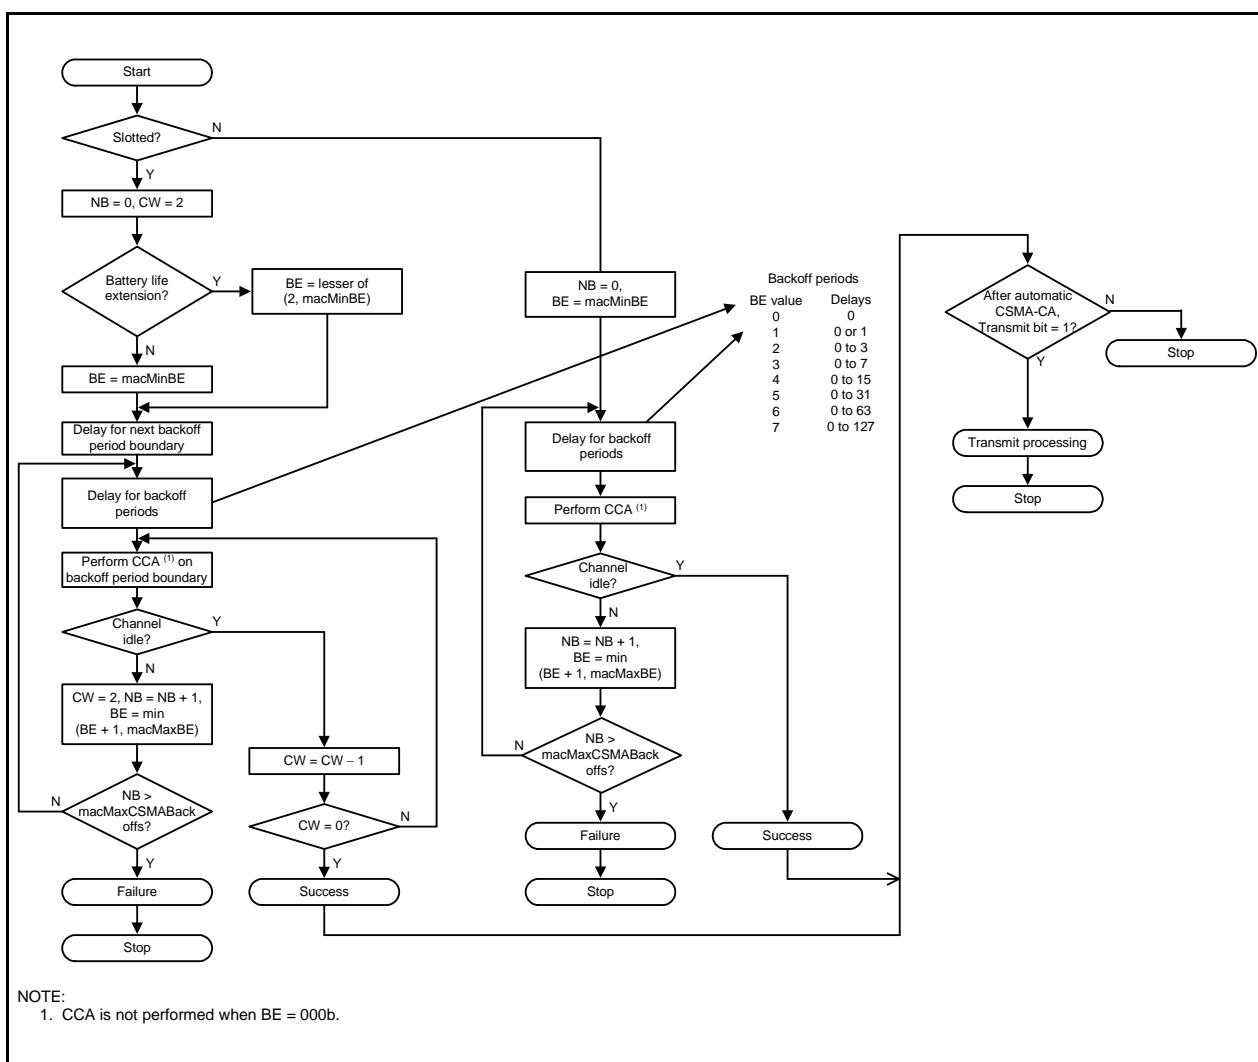 Start
Slotted?
N
Y
NB = 0, CW = 2
Battery life
extension?
Y
BE = lesser of
(2, macMinBE)
N
BE = macMinBE
Delay for next backoff
period boundary
Delay for backoff
periods
Perform CCA (1) on
backoff period boundary
Channel
idle?
Y
N
CW = 2, NB = NB + 1,
BE = min
(BE + 1, macMaxBE)
NB >
macMaxCSMABack
offs?
N
Y
Failure
Stop
CW = CW − 1
CW = 0?
N
Y
Success
NB = 0,
BE = macMinBE
Delay for backoff
periods
Perform CCA (1)
Channel
idle?
Y
N
NB = NB + 1,
BE = min
(BE + 1, macMaxBE)
NB >
macMaxCSMABack
offs?
N
Y
Failure
Stop
Success
Backoff periods
BE value Delays
0 0
1 0 or 1
2 0 to 3
3 0 to 7
4 0 to 15
5 0 to 31
6 0 to 63
7 0 to 127
After automatic
CSMA-CA,
Transmit bit = 1?
N
Stop
Y
Transmit processing
Stop
NOTE:
1. CCA is not performed when BE = 000b.